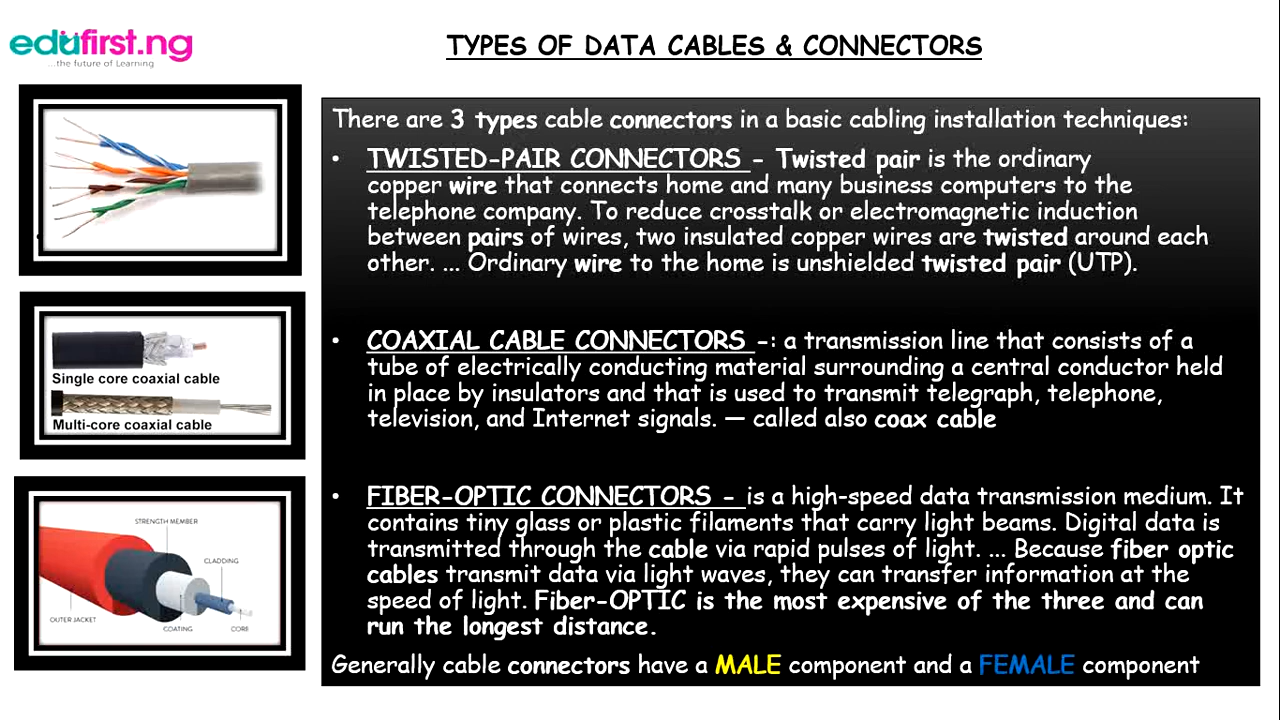 edufirst.ng
...the future of Learning
TYPES OF DATA CABLES & CONNECTORS
There are 3 types cable connectors in a basic cabling installation techniques:
• TWISTED-PAIR CONNECTORS - Twisted pair is the ordinary
copper wire that connects home and many business computers to the
telephone company. To reduce crosstalk or electromagnetic induction
between pairs of wires, two insulated copper wires are twisted around each
other. ... Ordinary wire to the home is unshielded twisted pair (UTP).
Single core coaxial cable
Multi-core coaxial cable
• COAXIAL CABLE CONNECTORS -: a transmission line that consists of a
tube of electrically conducting material surrounding a central conductor held
in place by insulators and that is used to transmit telegraph, telephone,
television, and Internet signals. — called also coax cable
STRENGTH MEMBER
CLADDING
OUTER JACKET
COATING
CORE
• FIBER-OPTIC CONNECTORS - is a high-speed data transmission medium. It
contains tiny glass or plastic filaments that carry light beams. Digital data is
transmitted through the cable via rapid pulses of light. ... Because fiber optic
cables transmit data via light waves, they can transfer information at the
speed of light. Fiber-OPTIC is the most expensive of the three and can
run the longest distance.
Generally cable connectors have a MALE component and a FEMALE component